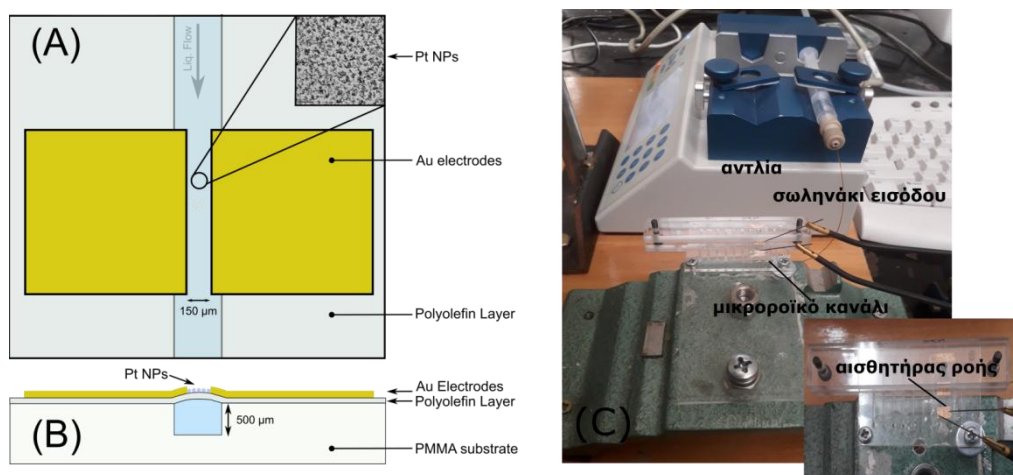 (A)
Liq. Flow
Pt NPs
Au electrodes
150 μm
Polyolefin Layer
Pt NPs
Au Electrodes
Polyolefin Layer
500 μm
(B)
PMMA substrate
αντλία
σωληνάκι εισόδου
μικροροϊκό κανάλι
(C)
αισθητήρας ροής